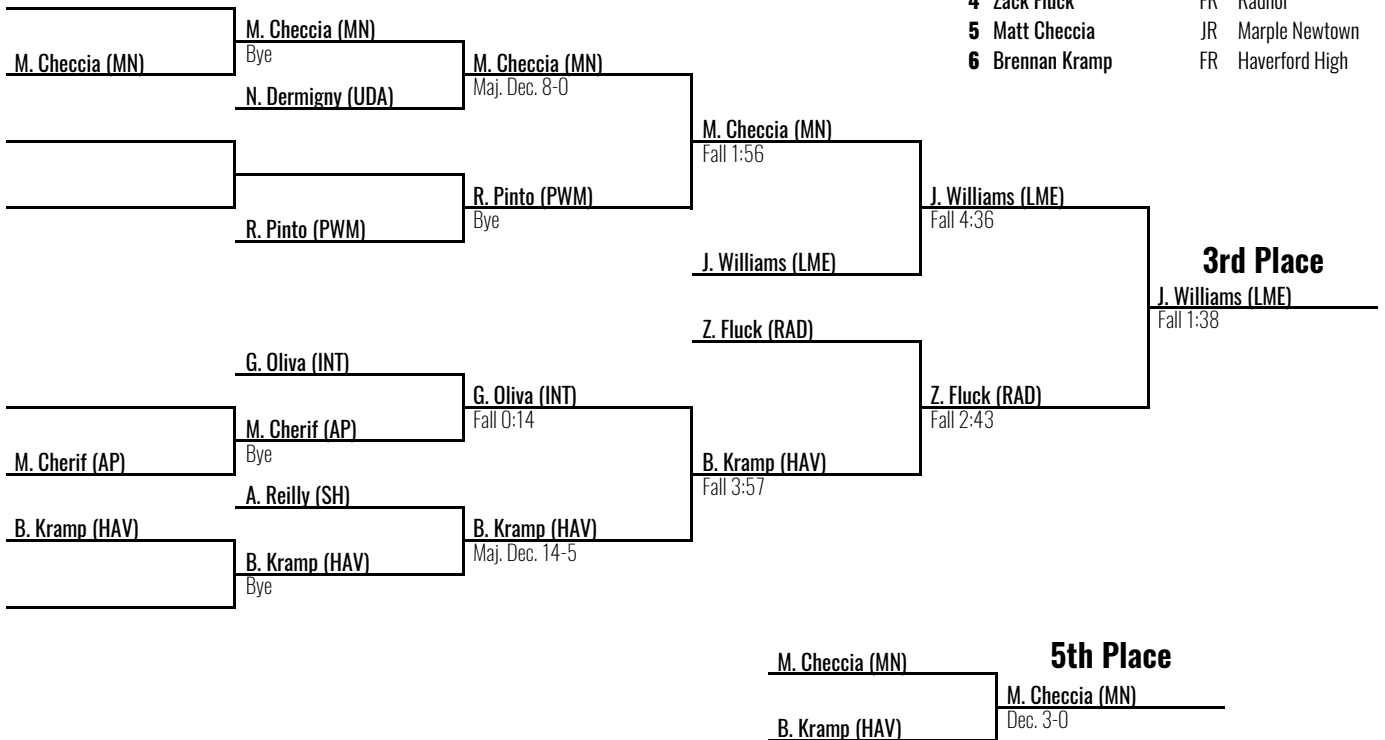 4 Zack Fluck FR Radnor
5 Matt Checcia JR Marple Newtown
6 Brennan Kramp FR Haverford High
M. Checcia (MN)
Bye
M. Checcia (MN)
M. Checcia (MN)
Maj. Dec. 8-0
N. Dermigny (UDA)
M. Checcia (MN)
Fall 1:56
R. Pinto (PWM)
Bye
R. Pinto (PWM)
J. Williams (LME)
Fall 4:36
J. Williams (LME)
3rd Place
J. Williams (LME)
Fall 1:38
Z. Fluck (RAD)
G. Oliva (INT)
G. Oliva (INT)
Fall 0:14
Z. Fluck (RAD)
Fall 2:43
M. Cherif (AP)
Bye
M. Cherif (AP)
B. Kramp (HAV)
Fall 3:57
A. Reilly (SH)
B. Kramp (HAV)
B. Kramp (HAV)
Maj. Dec. 14-5
B. Kramp (HAV)
Bye
5th Place
M. Checcia (MN)
M. Checcia (MN)
Dec. 3-0
B. Kramp (HAV)